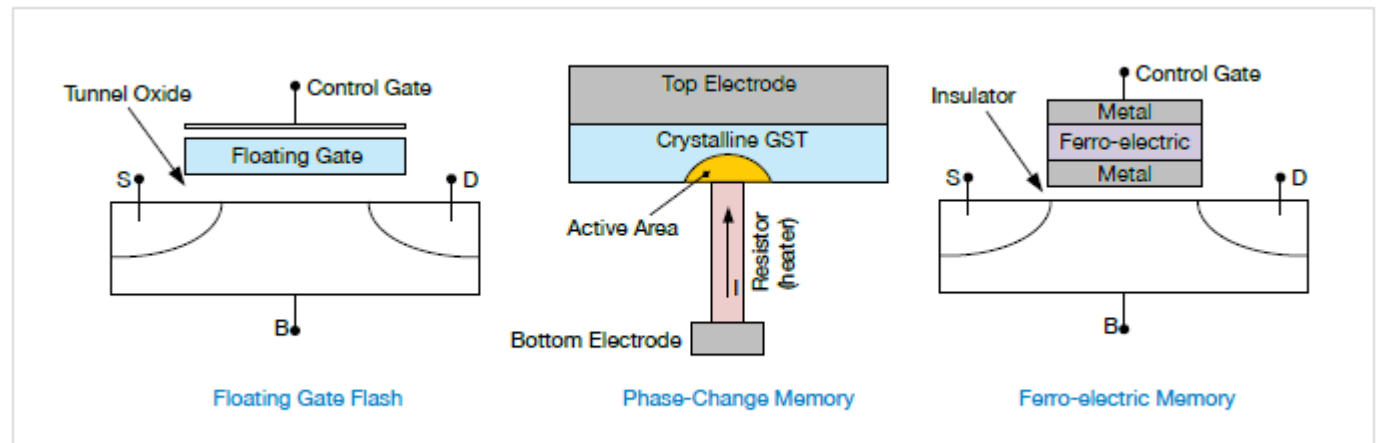 Tunnel Oxide
Control Gate
Floating Gate
S
D
B
Floating Gate Flash
Top Electrode
Crystalline GST
Active Area
I
Resistor
(heater)
Bottom Electrode
Phase-Change Memory
Insulator
Control Gate
Metal
Ferro-electric
Metal
S
D
B
Ferro-electric Memory